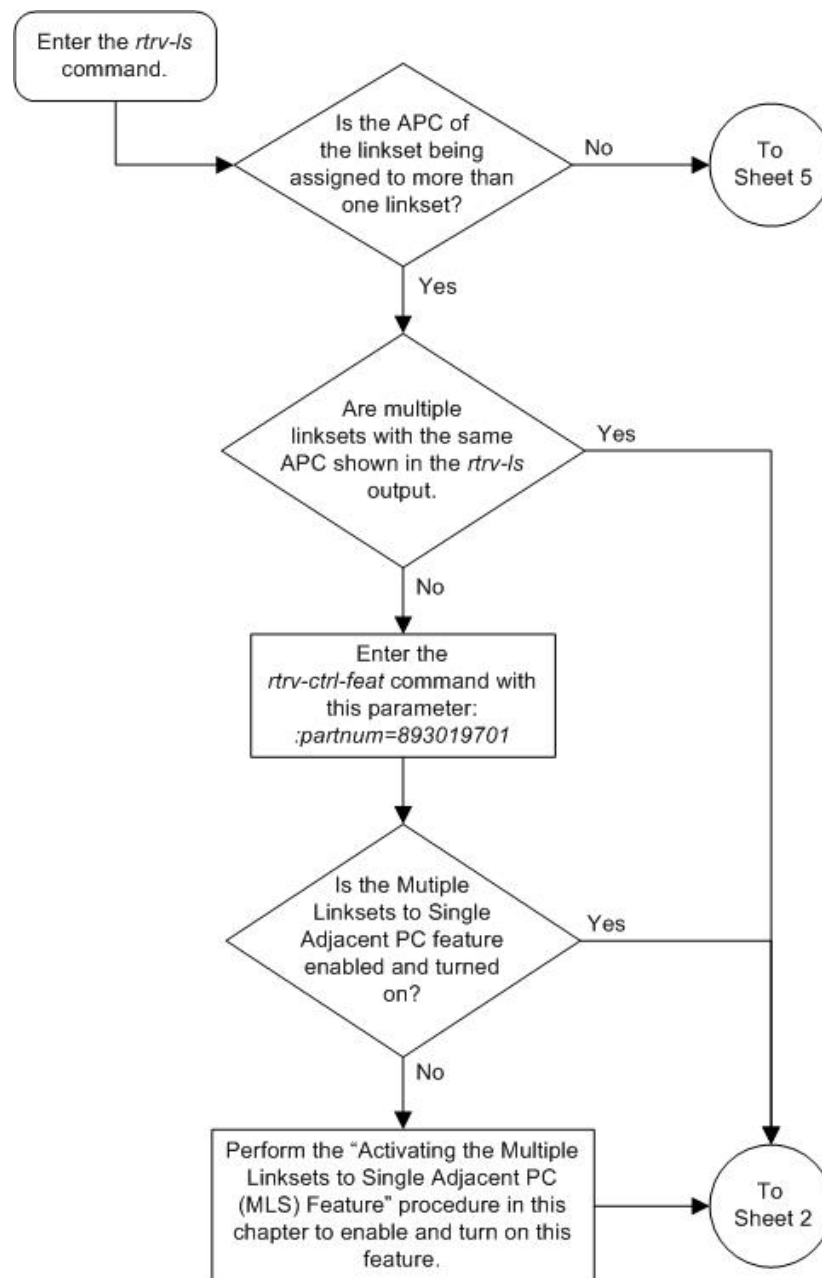 Enter the rtrv-ls
command.
Is the APC of
the linkset being
assigned to more than
one linkset?
No
To
Sheet 5
Yes
Are multiple
linksets with the same
APC shown in the rtrv-ls
output.
Yes
No
Enter the
rtrv-ctrl-feat command with
this parameter:
:partnum=893019701
Is the Mutiple
Linksets to Single
Adjacent PC feature
enabled and turned
on?
Yes
No
Perform the “Activating the Multiple
Linksets to Single Adjacent PC
(MLS) Feature” procedure in this
chapter to enable and turn on this
feature.
To
Sheet 2